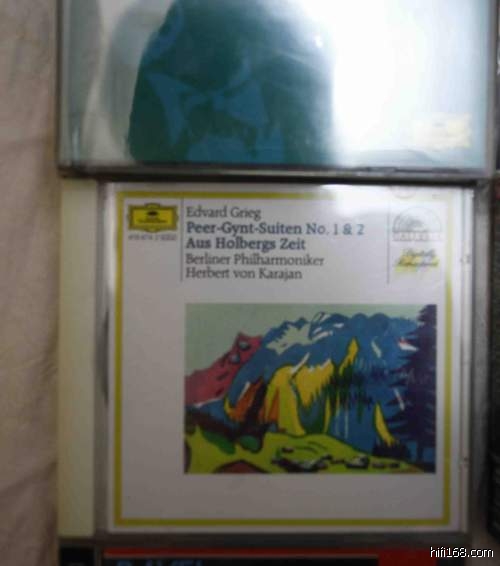 Edvard Grieg
Peer-Gynt-Suiten No. 1 & 2
Aus Holbergs Zeit
Berliner Philharmoniker
Herbert von Karajan
hifi168.com